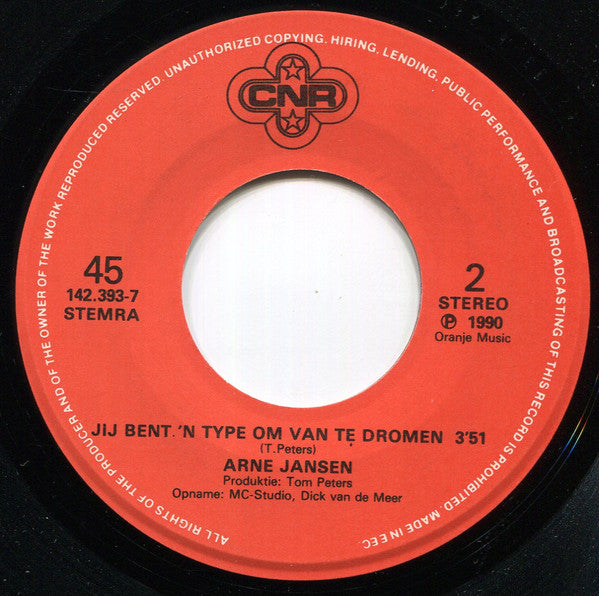 ALL RIGHTS OF THE PRODUCER AND OF THE OWNER OF THE WORK REPRODUCED RESERVED. UNAUTHORIZED COPYING, HIRING, LENDING, PUBLIC PERFORMANCE AND BROADCASTING OF THIS RECORD IS PROHIBITED. MADE IN EEC.
CNR
45
142.393-7
STEMRA
2
STEREO
℗ 1990
Oranje Music
JiJ BENT.'N TYPE OM VAN TE DROMEN 3'51
(T. Peters)
ARNE JANSEN
Produktie: Tom Peters
Opname: MC-Studio, Dick van de Meer